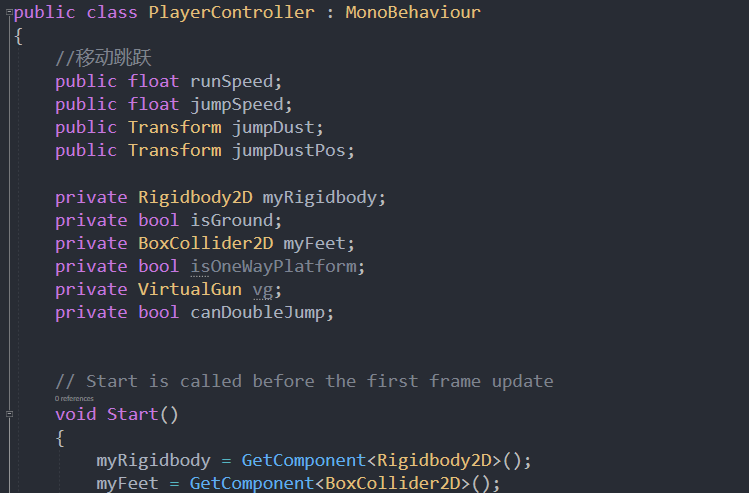 public class PlayerController : MonoBehaviour
{
//移动跳跃
public float runSpeed;
public float jumpSpeed;
public Transform jumpDust;
public Transform jumpDustPos;
private Rigidbody2D myRigidbody;
private bool isGround;
private BoxCollider2D myFeet;
private bool isOneWayPlatform;
private VirtualGun vg;
private bool canDoubleJump;
// Start is called before the first frame update
0 references
void Start()
{
myRigidbody = GetComponent<Rigidbody2D>();
myFeet = GetComponent<BoxCollider2D>();